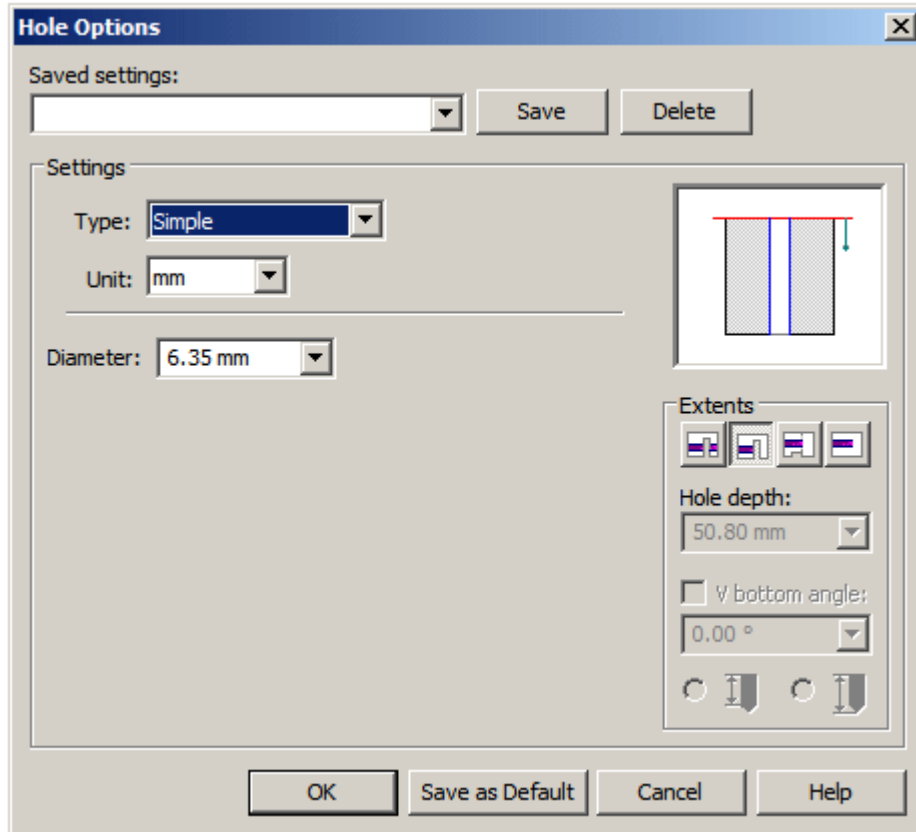 Hole Options
Saved settings:
Save
Delete
Settings
Type: Simple
Unit: mm
Diameter: 6.35 mm
Extents
Hole depth:
50.80 mm
V bottom angle:
0.00 °
OK
Save as Default
Cancel
Help